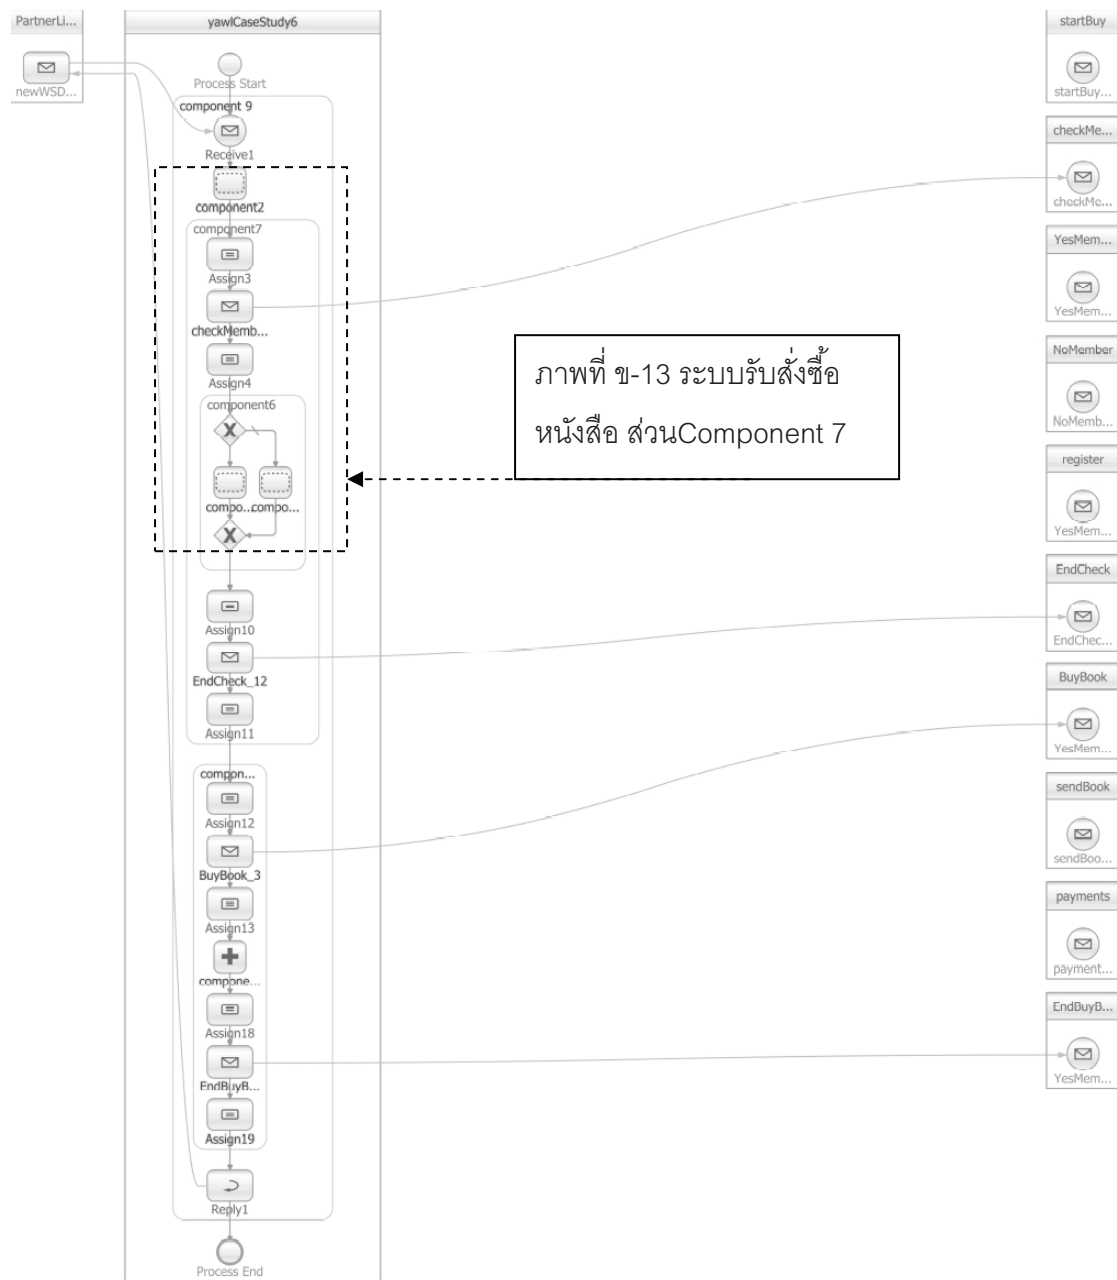 PartnerLi...
newWSD...
yawlCaseStudy6
Process Start
component 9
Receive1
component2
component7
Assign3
checkMemb...
Assign4
component6
compo...compo...
Assign10
EndCheck_12
Assign11
compon...
Assign12
BuyBook_3
Assign13
compone...
Assign18
EndBuyB...
Assign19
Reply1
Process End
ภาพที่ ข-13 ระบบรับสั่งซื้อ
หนังสือ ส่วนComponent 7
startBuy
startBuy...
checkMe...
checkMe...
YesMem...
YesMem...
NoMember
NoMemb...
register
YesMem...
EndCheck
EndChec...
BuyBook
YesMem...
sendBook
sendBoo...
payments
payment...
EndBuyB...
YesMem...